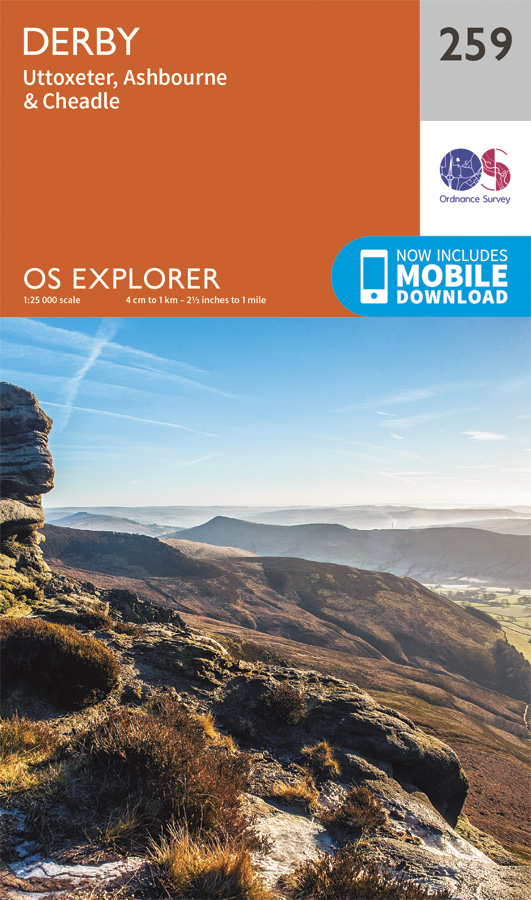 DERBY
Uttoxeter, Ashbourne
& Cheadle
259
OS
Ordnance Survey
OS EXPLORER
1:25 000 scale 4 cm to 1 km – 2½ inches to 1 mile
NOW INCLUDES
MOBILE
DOWNLOAD